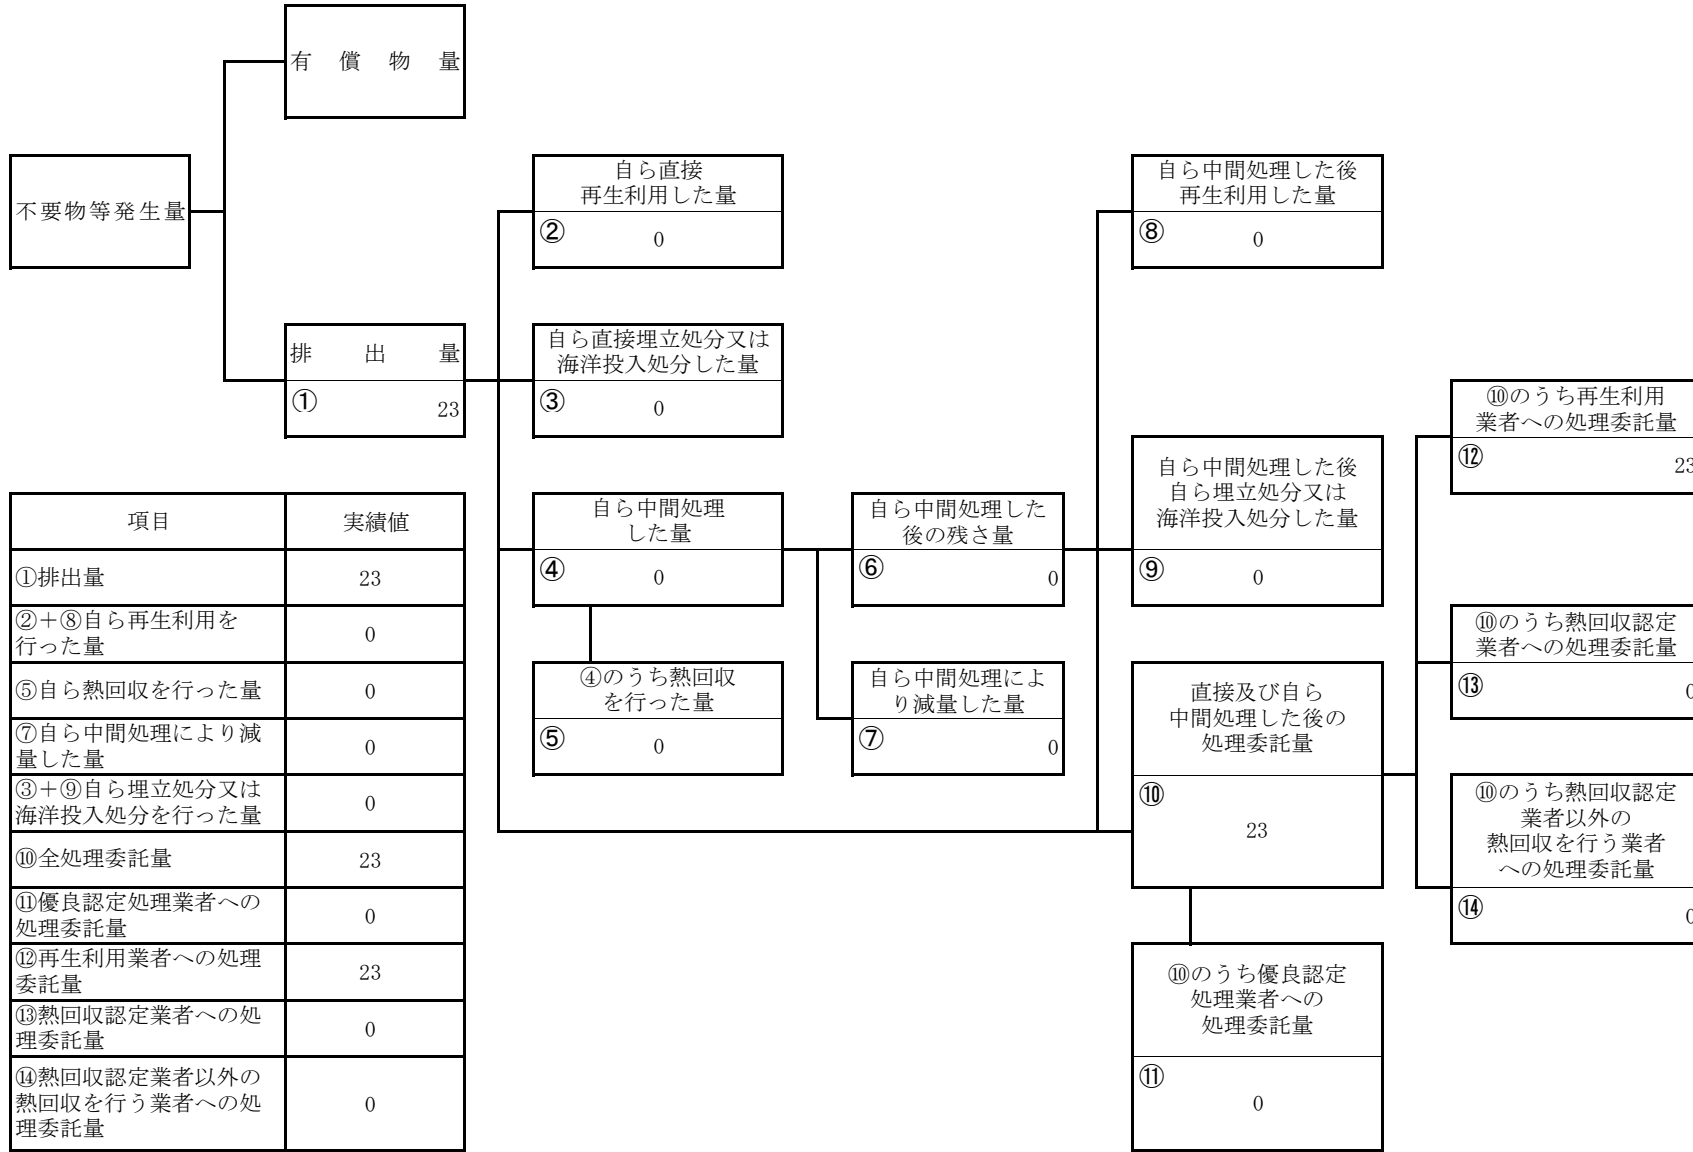 有償物量
不要物等発生量
排出量
① 23
自ら直接
再生利用した量
② 0
自ら直接埋立処分又は
海洋投入処分した量
③ 0
自ら中間処理
した量
④ 0
④のうち熱回収
を行った量
⑤ 0
自ら中間処理した
後の残さ量
⑥ 0
自ら中間処理によ
り減量した量
⑦ 0
自ら中間処理した後
再生利用した量
⑧ 0
自ら中間処理した後
自ら埋立処分又は
海洋投入処分した量
⑨ 0
直接及び自ら
中間処理した後の
処理委託量
⑩
23
⑩のうち優良認定
処理業者への
処理委託量
⑪
0
⑩のうち再生利用
業者への処理委託量
⑫ 23
⑩のうち熱回収認定
業者への処理委託量
⑬ 0
⑩のうち熱回収認定
業者以外の
熱回収を行う業者
への処理委託量
⑭ 0
項目 実績値
①排出量 23
②＋⑧自ら再生利用を
行った量 0
⑤自ら熱回収を行った量 0
⑦自ら中間処理により減
量した量 0
③＋⑨自ら埋立処分又は
海洋投入処分を行った量 0
⑩全処理委託量 23
⑪優良認定処理業者への
処理委託量 0
⑫再生利用業者への処理
委託量 23
⑬熱回収認定業者への処
理委託量 0
⑭熱回収認定業者以外の
熱回収を行う業者への処
理委託量 0